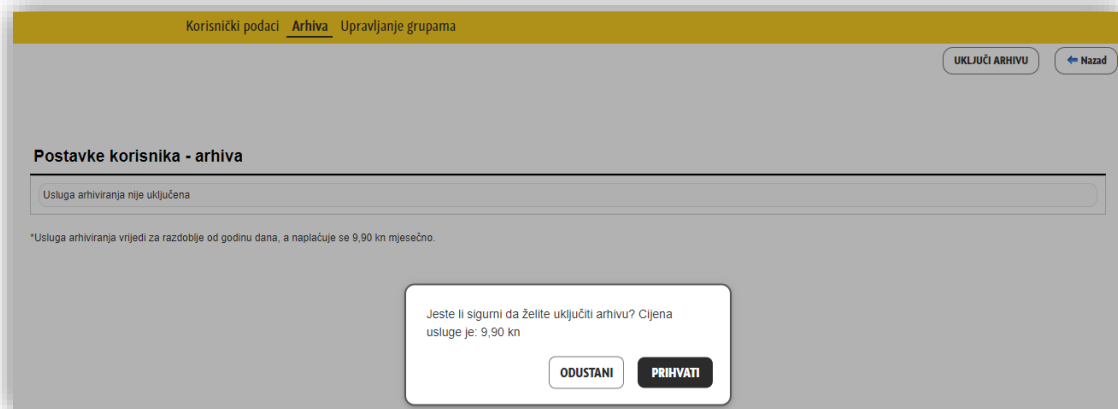 Korisnički podaci Arhiva Upravljanje grupama
UKLJUČI ARHIVU Nazad
Postavke korisnika - arhiva
Usluga arhiviranja nije uključena
*Usluga arhiviranja vrijedi za razdoblje od godinu dana, a naplaćuje se 9,90 kn mjesečno.
Jeste li sigurni da želite uključiti arhivu? Cijena
usluge je: 9,90 kn
ODUSTANI PRIHVATI